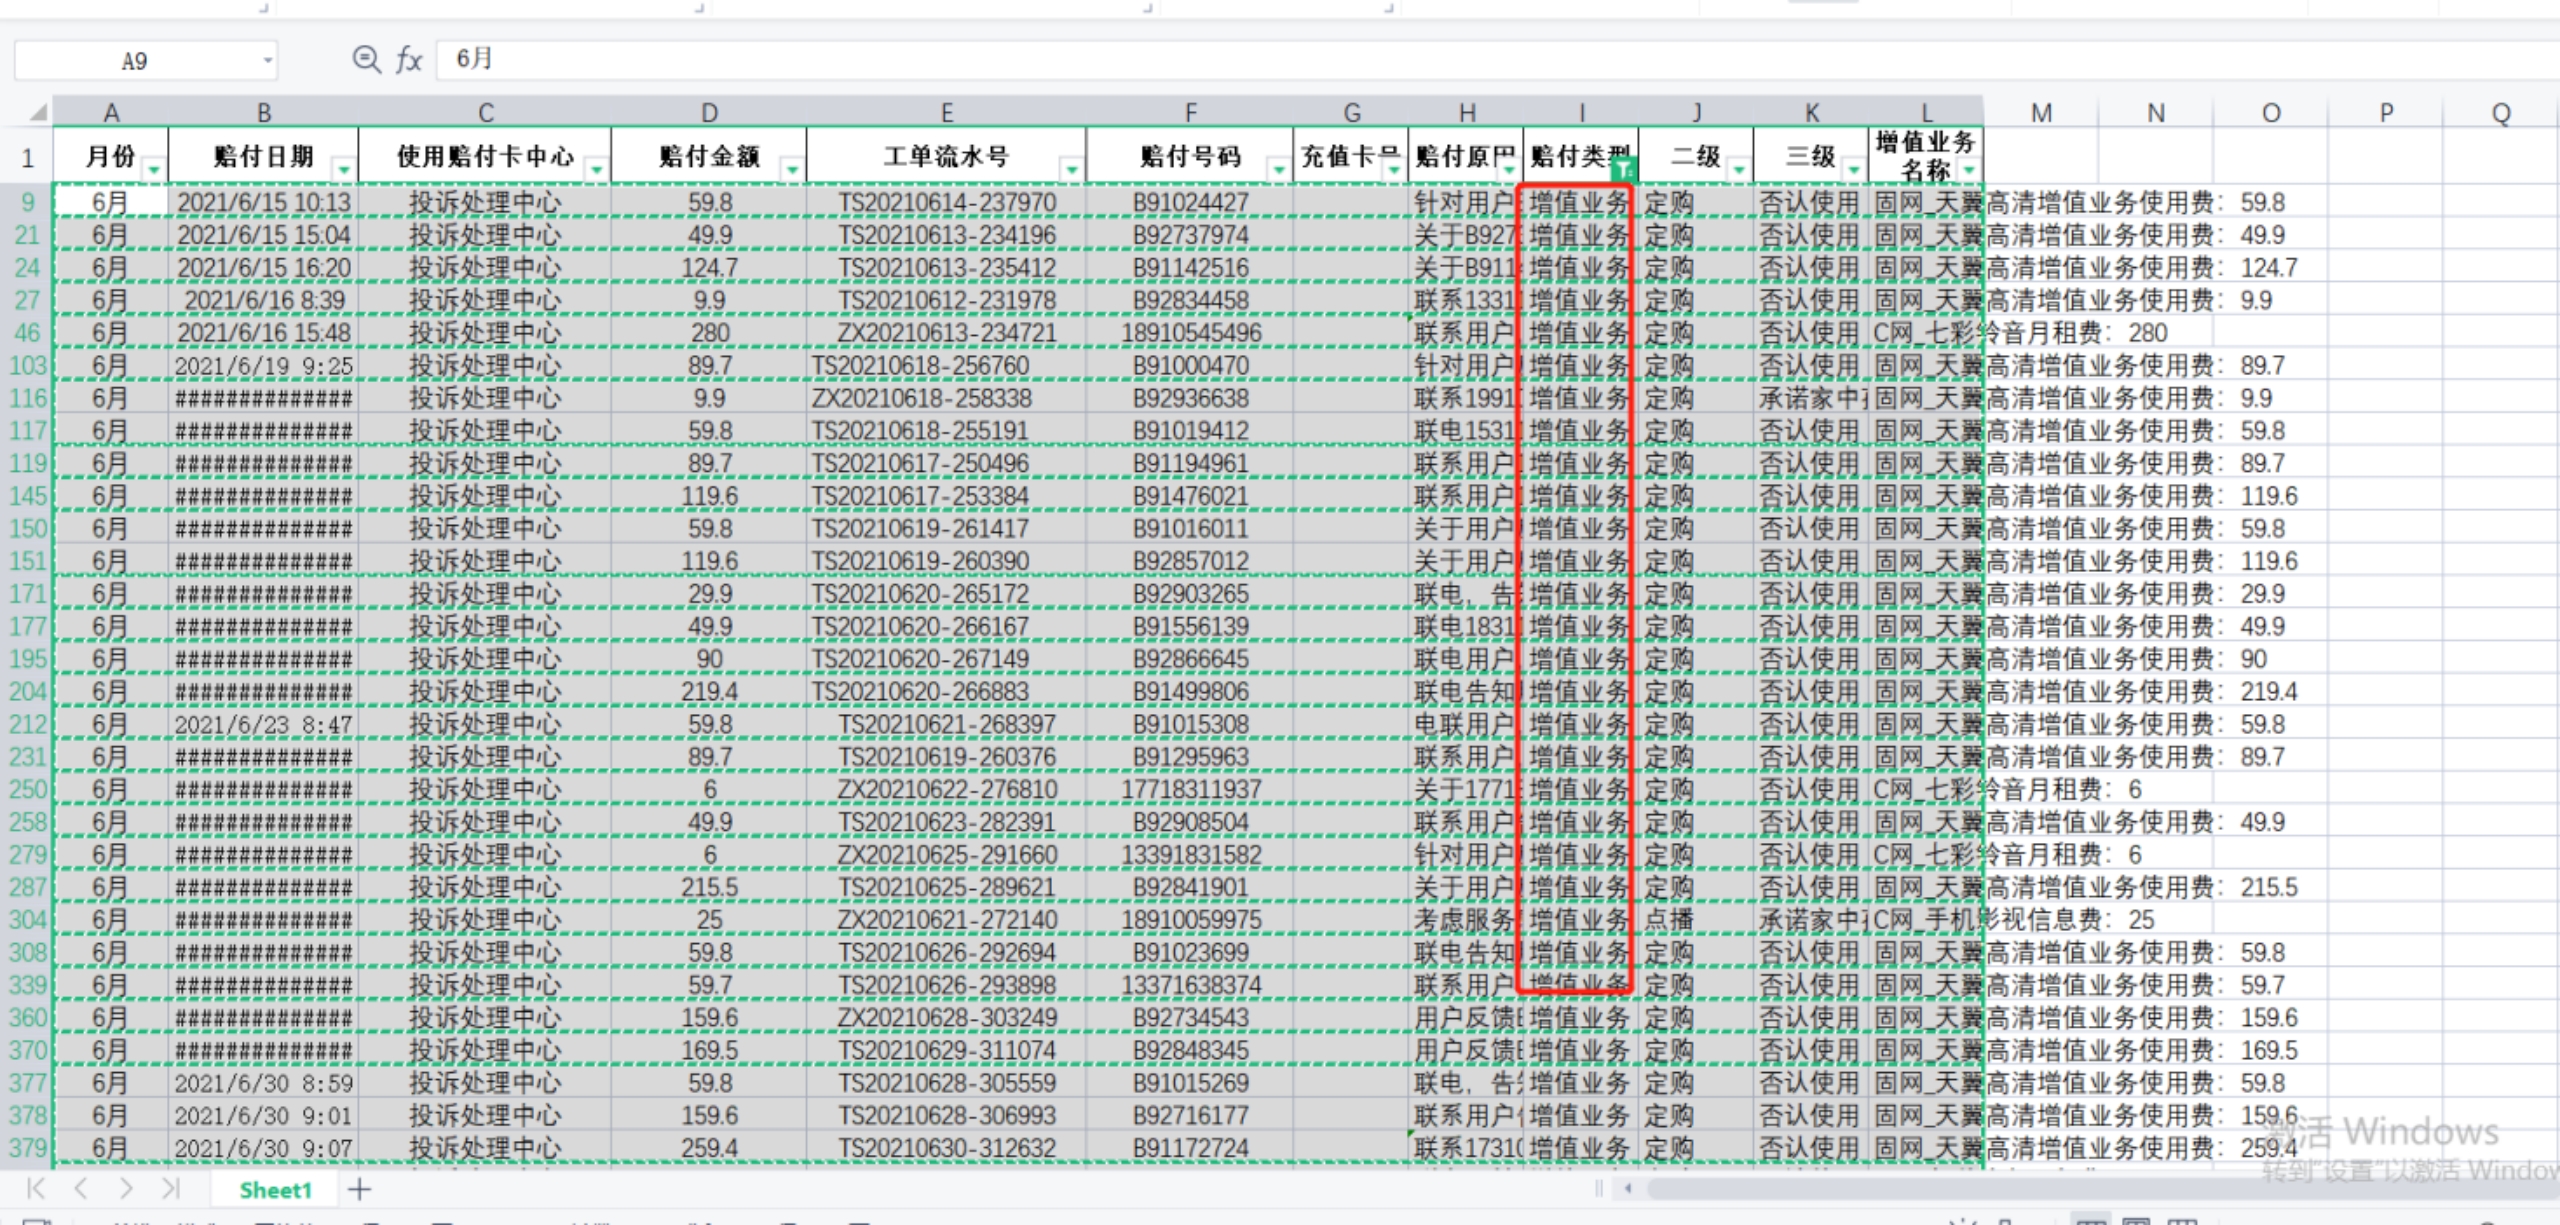 A9 fx 6月
A B C D E F G H I J K L M N O P Q
1 月份 赔付日期 使用赔付卡中心 赔付金额 工单流水号 赔付号码 充值卡号 赔付原因 赔付类型 二级 三级 增值业务名称
9 6月 2021/6/15 10:13 投诉处理中心 59.8 TS20210614-237970 B91024427 针对用户 增值业务 定购 否认使用 固网_天翼高清增值业务使用费：59.8
21 6月 2021/6/15 15:04 投诉处理中心 49.9 TS20210613-234196 B92737974 关于B927 增值业务 定购 否认使用 固网_天翼高清增值业务使用费：49.9
24 6月 2021/6/15 16:20 投诉处理中心 124.7 TS20210613-235412 B91142516 关于B911 增值业务 定购 否认使用 固网_天翼高清增值业务使用费：124.7
27 6月 2021/6/16 8:39 投诉处理中心 9.9 TS20210612-231978 B92834458 联系1331 增值业务 定购 否认使用 固网_天翼高清增值业务使用费：9.9
46 6月 2021/6/16 15:48 投诉处理中心 280 ZX20210613-234721 18910545496 联系用户 增值业务 定购 否认使用 C网_七彩铃音月租费：280
103 6月 2021/6/19 9:25 投诉处理中心 89.7 TS20210618-256760 B91000470 针对用户 增值业务 定购 否认使用 固网_天翼高清增值业务使用费：89.7
116 6月 ############## 投诉处理中心 9.9 ZX20210618-258338 B92936638 联系1991 增值业务 定购 承诺家中 固网_天翼高清增值业务使用费：9.9
117 6月 ############## 投诉处理中心 59.8 TS20210618-255191 B91019412 联电1531 增值业务 定购 否认使用 固网_天翼高清增值业务使用费：59.8
119 6月 ############## 投诉处理中心 89.7 TS20210617-250496 B91194961 联系用户 增值业务 定购 否认使用 固网_天翼高清增值业务使用费：89.7
145 6月 ############## 投诉处理中心 119.6 TS20210617-253384 B91476021 联系用户 增值业务 定购 否认使用 固网_天翼高清增值业务使用费：119.6
150 6月 ############## 投诉处理中心 59.8 TS20210619-261417 B91016011 关于用户 增值业务 定购 否认使用 固网_天翼高清增值业务使用费：59.8
151 6月 ############## 投诉处理中心 119.6 TS20210619-260390 B92857012 关于用户 增值业务 定购 否认使用 固网_天翼高清增值业务使用费：119.6
171 6月 ############## 投诉处理中心 29.9 TS20210620-265172 B92903265 联电，告 增值业务 定购 否认使用 固网_天翼高清增值业务使用费：29.9
177 6月 ############## 投诉处理中心 49.9 TS20210620-266167 B91556139 联电1831 增值业务 定购 否认使用 固网_天翼高清增值业务使用费：49.9
195 6月 ############## 投诉处理中心 90 TS20210620-267149 B92866645 联电用户 增值业务 定购 否认使用 固网_天翼高清增值业务使用费：90
204 6月 ############## 投诉处理中心 219.4 TS20210620-266883 B91499806 联电告知 增值业务 定购 否认使用 固网_天翼高清增值业务使用费：219.4
212 6月 2021/6/23 8:47 投诉处理中心 59.8 TS20210621-268397 B91015308 电联用户 增值业务 定购 否认使用 固网_天翼高清增值业务使用费：59.8
231 6月 ############## 投诉处理中心 89.7 TS20210619-260376 B91295963 联系用户 增值业务 定购 否认使用 固网_天翼高清增值业务使用费：89.7
250 6月 ############## 投诉处理中心 6 ZX20210622-276810 17718311937 关于1771 增值业务 定购 否认使用 C网_七彩铃音月租费：6
258 6月 ############## 投诉处理中心 49.9 TS20210623-282391 B92908504 联系用户 增值业务 定购 否认使用 固网_天翼高清增值业务使用费：49.9
279 6月 ############## 投诉处理中心 6 ZX20210625-291660 13391831582 针对用户 增值业务 定购 否认使用 C网_七彩铃音月租费：6
287 6月 ############## 投诉处理中心 215.5 TS20210625-289621 B92841901 关于用户 增值业务 定购 否认使用 固网_天翼高清增值业务使用费：215.5
304 6月 ############## 投诉处理中心 25 ZX20210621-272140 18910059975 考虑服务 增值业务 点播 承诺家中 C网_手机影视信息费：25
308 6月 ############## 投诉处理中心 59.8 TS20210626-292694 B91023699 联电告知 增值业务 定购 否认使用 固网_天翼高清增值业务使用费：59.8
339 6月 ############## 投诉处理中心 59.7 TS20210626-293898 13371638374 联系用户 增值业务 定购 否认使用 固网_天翼高清增值业务使用费：59.7
360 6月 ############## 投诉处理中心 159.6 ZX20210628-303249 B92734543 用户反馈 增值业务 定购 否认使用 固网_天翼高清增值业务使用费：159.6
370 6月 ############## 投诉处理中心 169.5 TS20210629-311074 B92848345 用户反馈 增值业务 定购 否认使用 固网_天翼高清增值业务使用费：169.5
377 6月 2021/6/30 8:59 投诉处理中心 59.8 TS20210628-305559 B91015269 联电，告 增值业务 定购 否认使用 固网_天翼高清增值业务使用费：59.8
378 6月 2021/6/30 9:01 投诉处理中心 159.6 TS20210628-306993 B92716177 联系用户 增值业务 定购 否认使用 固网_天翼高清增值业务使用费：159.6
379 6月 2021/6/30 9:07 投诉处理中心 259.4 TS20210630-312632 B91172724 联系1731 增值业务 定购 否认使用 固网_天翼高清增值业务使用费：259.4
激活 Windows
转到"设置"以激活 Windo
Sheet1